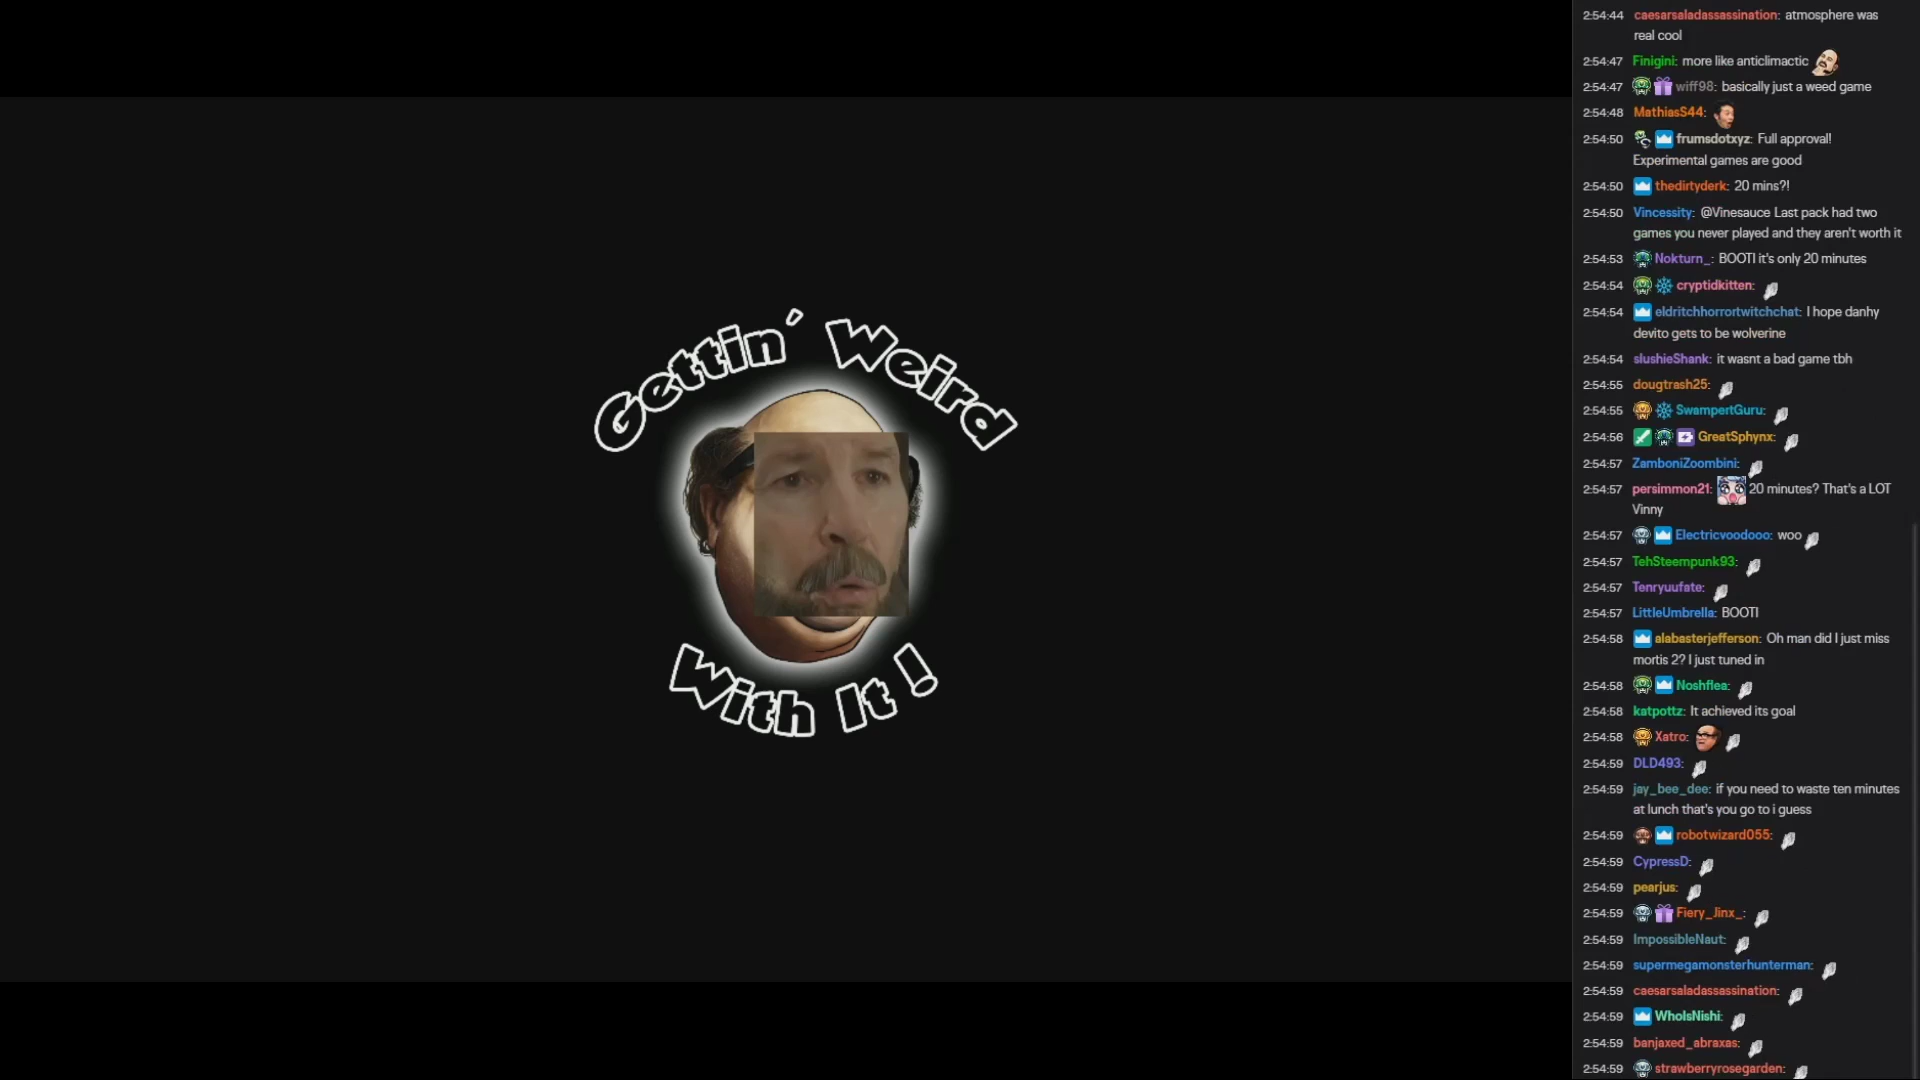 Gettin' Weird
With It!
2:54:44 caesarsaladassassination: atmosphere was
real cool
2:54:47 Finigini: more like anticlimactic
2:54:47 wiff98: basically just a weed game
2:54:48 MathiasS44:
2:54:50 frumsdotxyz: Full approval!
Experimental games are good
2:54:50 thedirtyderk: 20 mins?!
2:54:50 Vincessity: @Vinesauce Last pack had two
games you never played and they aren't worth it
2:54:53 Nokturn_: BOOTI it's only 20 minutes
2:54:54 cryptidkitten:
2:54:54 eldritchhorrortwitchchat: I hope danhy
devito gets to be wolverine
2:54:54 slushieShank: it wasnt a bad game tbh
2:54:55 dougtrash25:
2:54:55 SwampertGuru:
2:54:56 GreatSphynx:
2:54:57 ZamboniZoombini:
2:54:57 persimmon21: 20 minutes? That's a LOT
Vinny
2:54:57 Electricvoodooo: woo
2:54:57 TehSteempunk93:
2:54:57 Tenryuufate:
2:54:57 LittleUmbrella: BOOTI
2:54:58 alabasterjefferson: Oh man did I just miss
mortis 2? I just tuned in
2:54:58 Noshflea:
2:54:58 katpottz: It achieved its goal
2:54:58 Xatro:
2:54:59 DLD493:
2:54:59 jay_bee_dee: if you need to waste ten minutes
at lunch that's you go to i guess
2:54:59 robotwizard055:
2:54:59 CypressD:
2:54:59 pearjus:
2:54:59 Fiery_Jinx_:
2:54:59 ImpossibleNaut:
2:54:59 supermegamonsterhunterman:
2:54:59 caesarsaladassassination:
2:54:59 WhoIsNishi:
2:54:59 banjaxed_abraxas:
2:54:59 strawberryrosegarden: